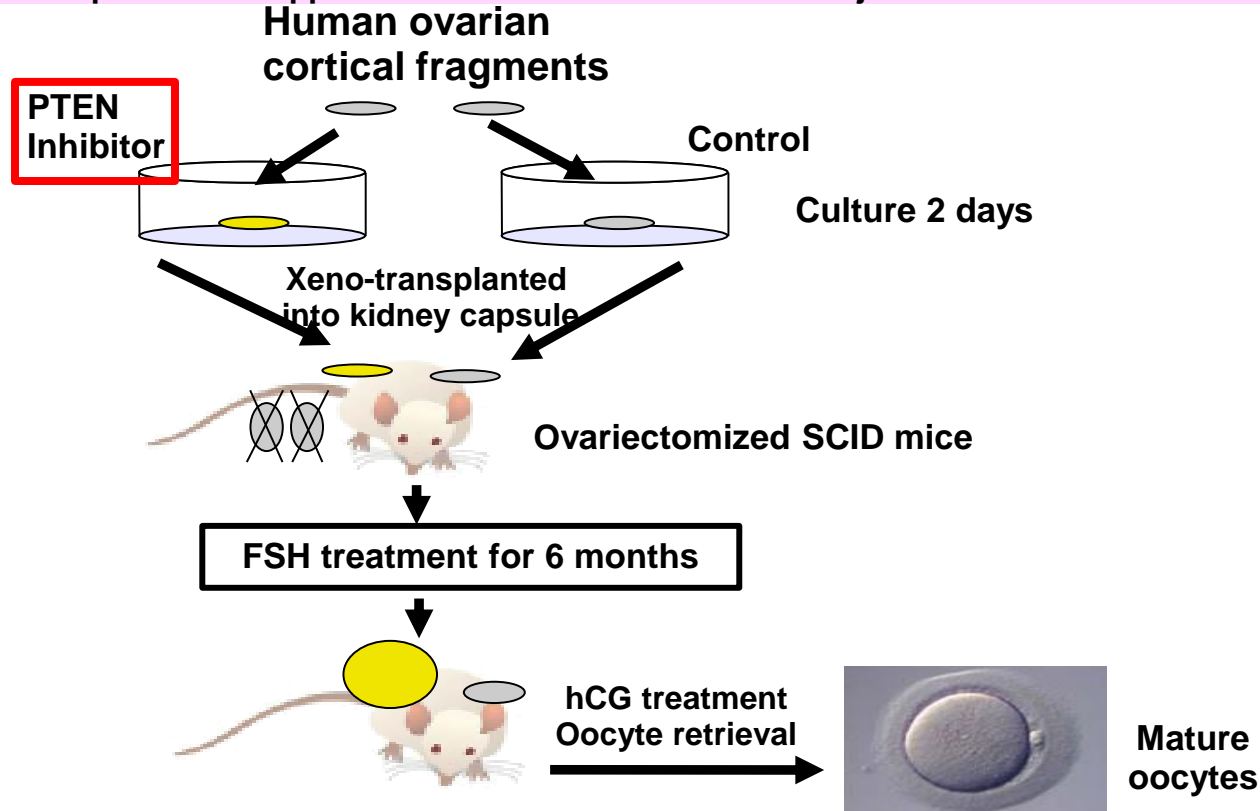 Human ovarian
cortical fragments
PTEN
Inhibitor
Control
Culture 2 days
Xeno-transplanted
into kidney capsule
Ovariectomized SCID mice
FSH treatment for 6 months
hCG treatment
Oocyte retrieval
Mature
oocytes